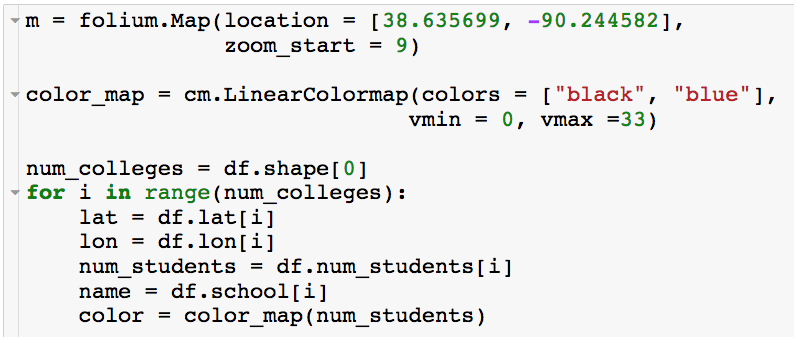 m = folium.Map(location = [38.635699, -90.244582],
               zoom_start = 9)
color_map = cm.LinearColormap(colors = ["black", "blue"],
                              vmin = 0, vmax =33)
num_colleges = df.shape[0]
for i in range(num_colleges):
    lat = df.lat[i]
    lon = df.lon[i]
    num_students = df.num_students[i]
    name = df.school[i]
    color = color_map(num_students)